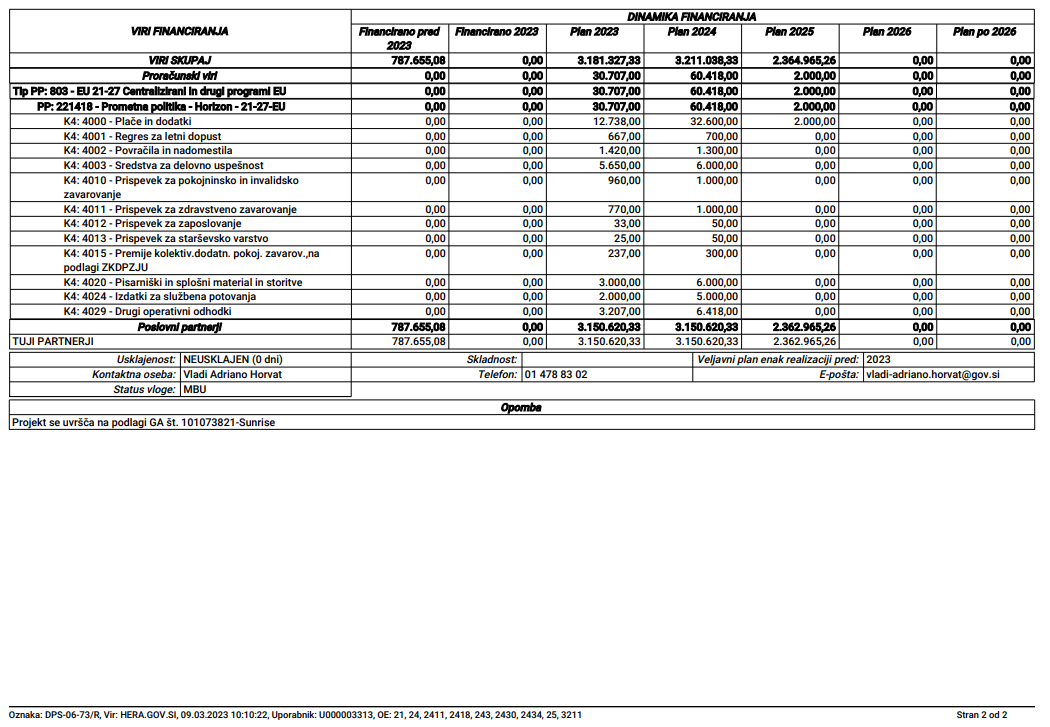 VIRI FINANCIRANJA DINAMIKA FINANCIRANJA
Financirano pred 2023 Financirano 2023 Plan 2023 Plan 2024 Plan 2025 Plan 2026 Plan po 2026
VIRI SKUPAJ 787.655,08 0,00 3.181.327,33 3.211.038,33 2.364.965,26 0,00 0,00
Proračunski viri 0,00 0,00 30.707,00 60.418,00 2.000,00 0,00 0,00
Tip PP: 803 - EU 21-27 Centralizirani in drugi programi EU 0,00 0,00 30.707,00 60.418,00 2.000,00 0,00 0,00
PP: 221418 - Prometna politika - Horizon - 21-27-EU 0,00 0,00 30.707,00 60.418,00 2.000,00 0,00 0,00
K4: 4000 - Plače in dodatki 0,00 0,00 12.738,00 32.600,00 2.000,00 0,00 0,00
K4: 4001 - Regres za letni dopust 0,00 0,00 667,00 700,00 0,00 0,00 0,00
K4: 4002 - Povračila in nadomestila 0,00 0,00 1.420,00 1.300,00 0,00 0,00 0,00
K4: 4003 - Sredstva za delovno uspešnost 0,00 0,00 5.650,00 6.000,00 0,00 0,00 0,00
K4: 4010 - Prispevek za pokojninsko in invalidsko 0,00 0,00 960,00 1.000,00 0,00 0,00 0,00
zavarovanje
K4: 4011 - Prispevek za zdravstveno zavarovanje 0,00 0,00 770,00 1.000,00 0,00 0,00 0,00
K4: 4012 - Prispevek za zaposlovanje 0,00 0,00 33,00 50,00 0,00 0,00 0,00
K4: 4013 - Prispevek za starševsko varstvo 0,00 0,00 25,00 50,00 0,00 0,00 0,00
K4: 4015 - Premije kolektiv.dodatn. pokoj. zavarov.,na 0,00 0,00 237,00 300,00 0,00 0,00 0,00
podlagi ZKDPZJU
K4: 4020 - Pisarniški in splošni material in storitve 0,00 0,00 3.000,00 6.000,00 0,00 0,00 0,00
K4: 4024 - Izdatki za službena potovanja 0,00 0,00 2.000,00 5.000,00 0,00 0,00 0,00
K4: 4029 - Drugi operativni odhodki 0,00 0,00 3.207,00 6.418,00 0,00 0,00 0,00
Poslovni partnerji 787.655,08 0,00 3.150.620,33 3.150.620,33 2.362.965,26 0,00 0,00
TUJI PARTNERJI 787.655,08 0,00 3.150.620,33 3.150.620,33 2.362.965,26 0,00 0,00
Usklajenost: NEUSKLAJEN (0 dni) Skladnost: Veljavni plan enak realizaciji pred: 2023
Kontaktna oseba: Vladi Adriano Horvat Telefon: 01 478 83 02 E-pošta: vladi-adriano.horvat@gov.si
Status vloge: MBU
Opomba
Projekt se uvršča na podlagi GA št. 101073821-Sunrise
Oznaka: DPS-06-73/R, Vir: HERA.GOV.SI, 09.03.2023 10:10:22, Uporabnik: U000003313, OE: 21, 24, 2411, 2418, 243, 2430, 2434, 25, 3211 Stran 2 od 2